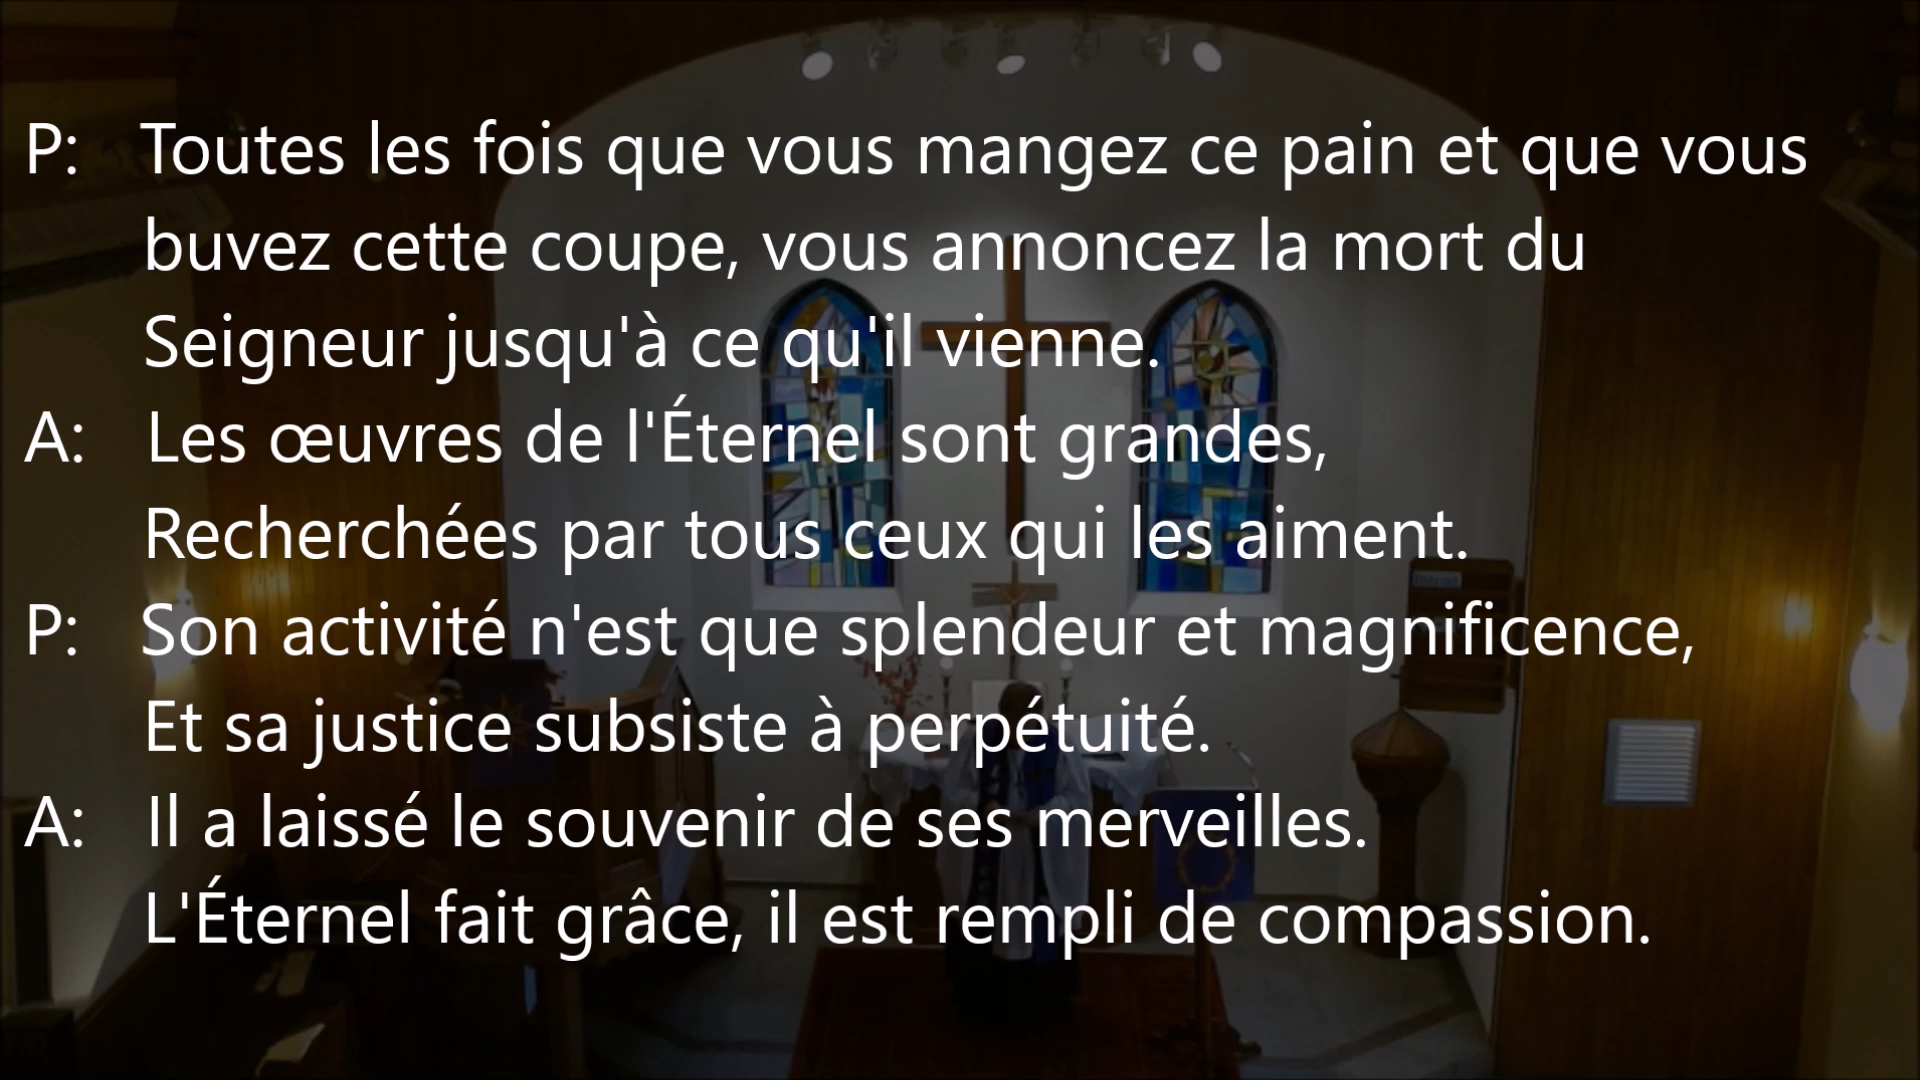 P: Toutes les fois que vous mangez ce pain et que vous
buvez cette coupe, vous annoncez la mort du
Seigneur jusqu'à ce qu'il vienne.
A: Les œuvres de l'Éternel sont grandes,
Recherchées par tous ceux qui les aiment.
P: Son activité n'est que splendeur et magnificence,
Et sa justice subsiste à perpétuité.
A: Il a laissé le souvenir de ses merveilles.
L'Éternel fait grâce, il est rempli de compassion.